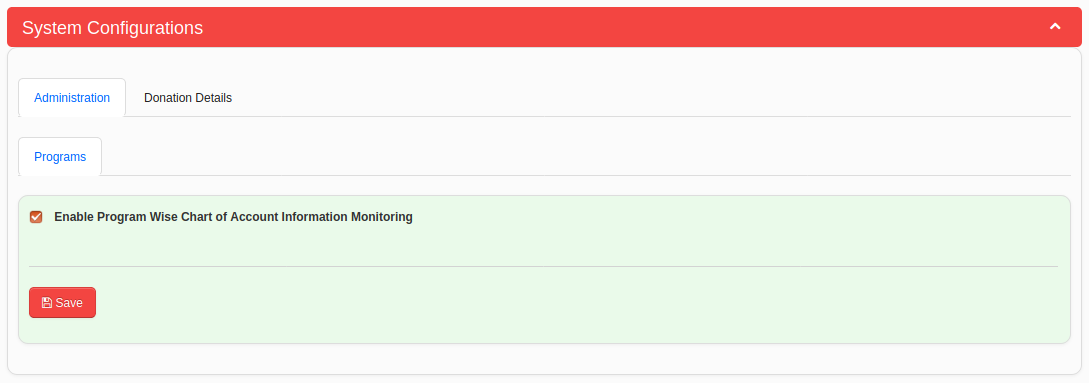 System Configurations
Administration
Donation Details
Programs
Enable Program Wise Chart of Account Information Monitoring
Save